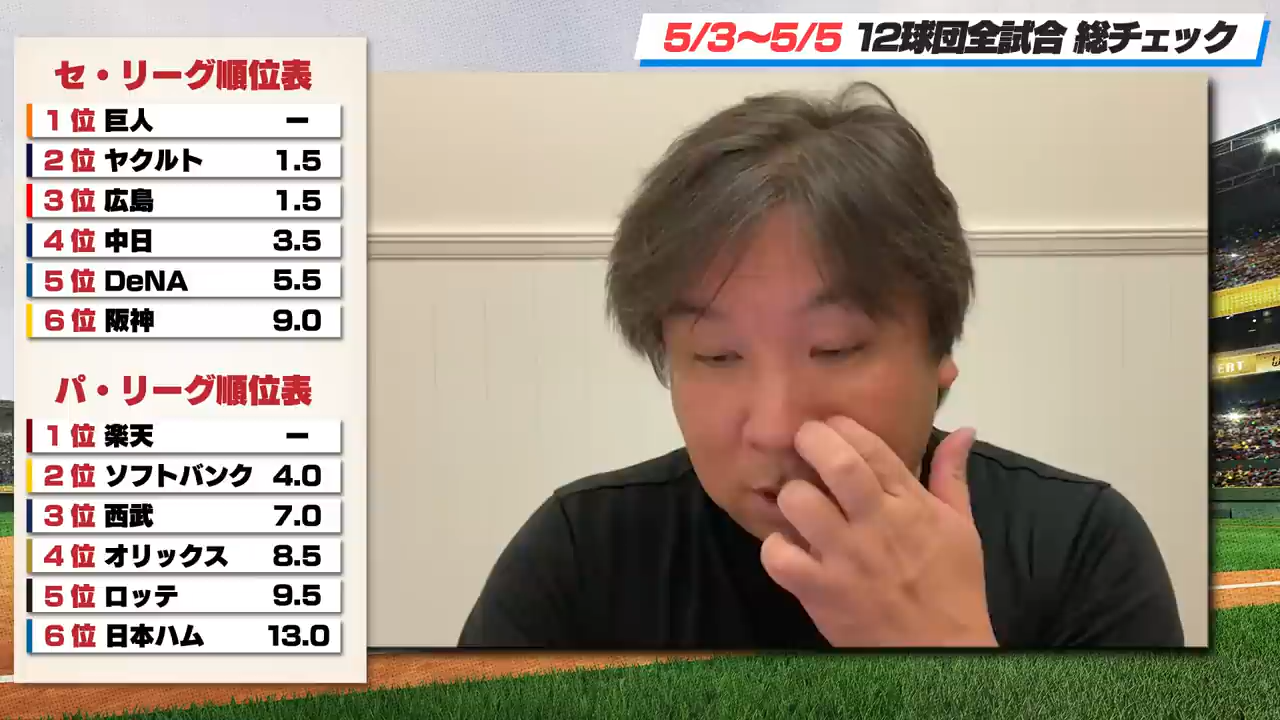 5/3〜5/5 12球団全試合 総チェック
セ・リーグ順位表
1位 巨人 ー
2位 ヤクルト 1.5
3位 広島 1.5
4位 中日 3.5
5位 DeNA 5.5
6位 阪神 9.0
パ・リーグ順位表
1位 楽天 ー
2位 ソフトバンク 4.0
3位 西武 7.0
4位 オリックス 8.5
5位 ロッテ 9.5
6位 日本ハム 13.0